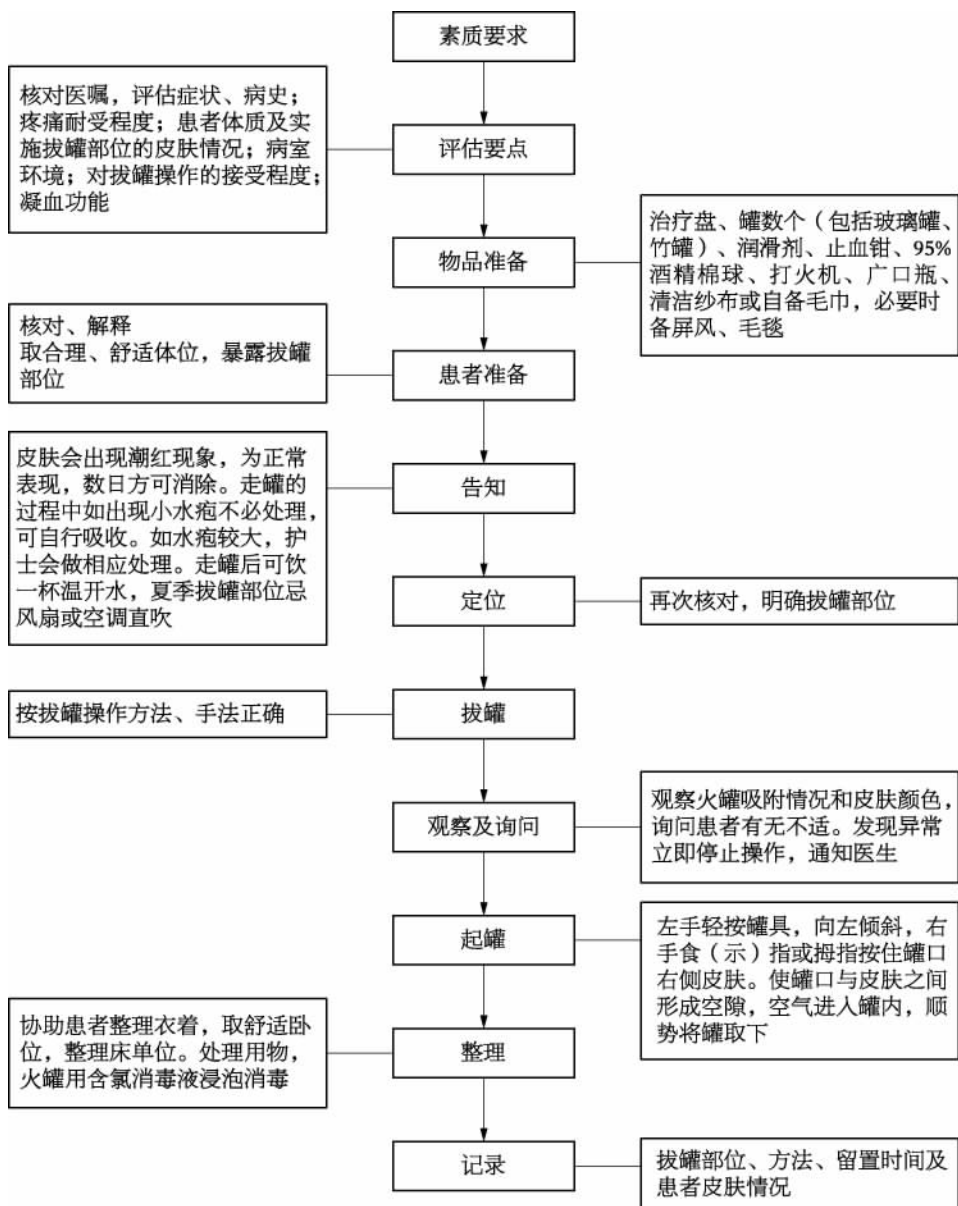 素质要求
核对医嘱，评估症状、病史；
疼痛耐受程度；患者体质及实
施拔罐部位的皮肤情况；病室
环境；对拔罐操作的接受程度；
凝血功能
评估要点
物品准备
治疗盘、罐数个（包括玻璃罐、
竹罐）、润滑剂、止血钳、95%
酒精棉球、打火机、广口瓶、
清洁纱布或自备毛巾，必要时
备屏风、毛毯
核对、解释
取合理、舒适体位，暴露拔罐
部位
患者准备
皮肤会出现潮红现象，为正常
表现，数日方可消除。走罐的
过程中如出现小水疱不必处理，
可自行吸收。如水疱较大，护
士会做相应处理。走罐后可饮
一杯温开水，夏季拔罐部位忌
风扇或空调直吹
告知
定位
再次核对，明确拔罐部位
按拔罐操作方法、手法正确
拔罐
观察及询问
观察火罐吸附情况和皮肤颜色，
询问患者有无不适。发现异常
立即停止操作，通知医生
起罐
左手轻按罐具，向左倾斜，右
手食（示）指或拇指按住罐口
右侧皮肤。使罐口与皮肤之间
形成空隙，空气进入罐内，顺
势将罐取下
协助患者整理衣着，取舒适卧
位，整理床单位。处理用物，
火罐用含氯消毒液浸泡消毒
整理
记录
拔罐部位、方法、留置时间及
患者皮肤情况